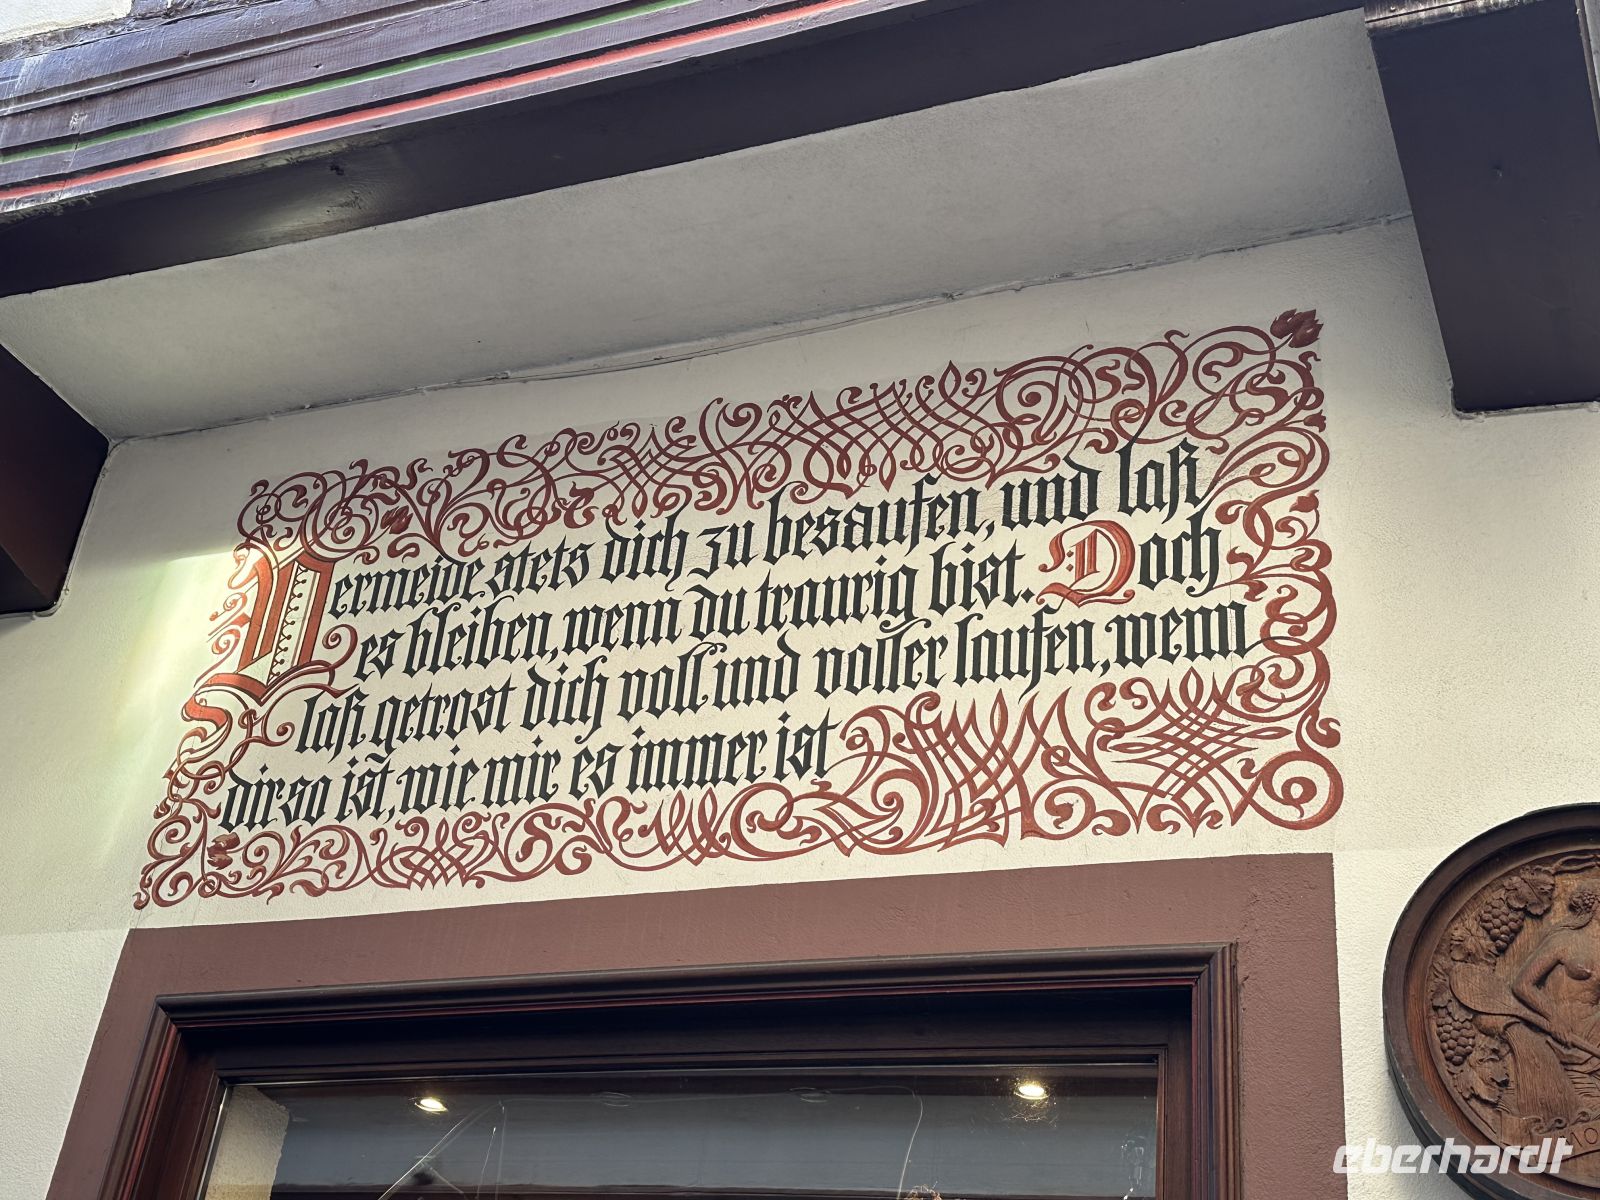 Vermeide stets dich zu besaufen, und laß
es bleiben, wenn du traurig bist. Doch
laß getrost dich voll und voller laufen, wenn
dir so ist, wie mir es immer ist
eberhardt